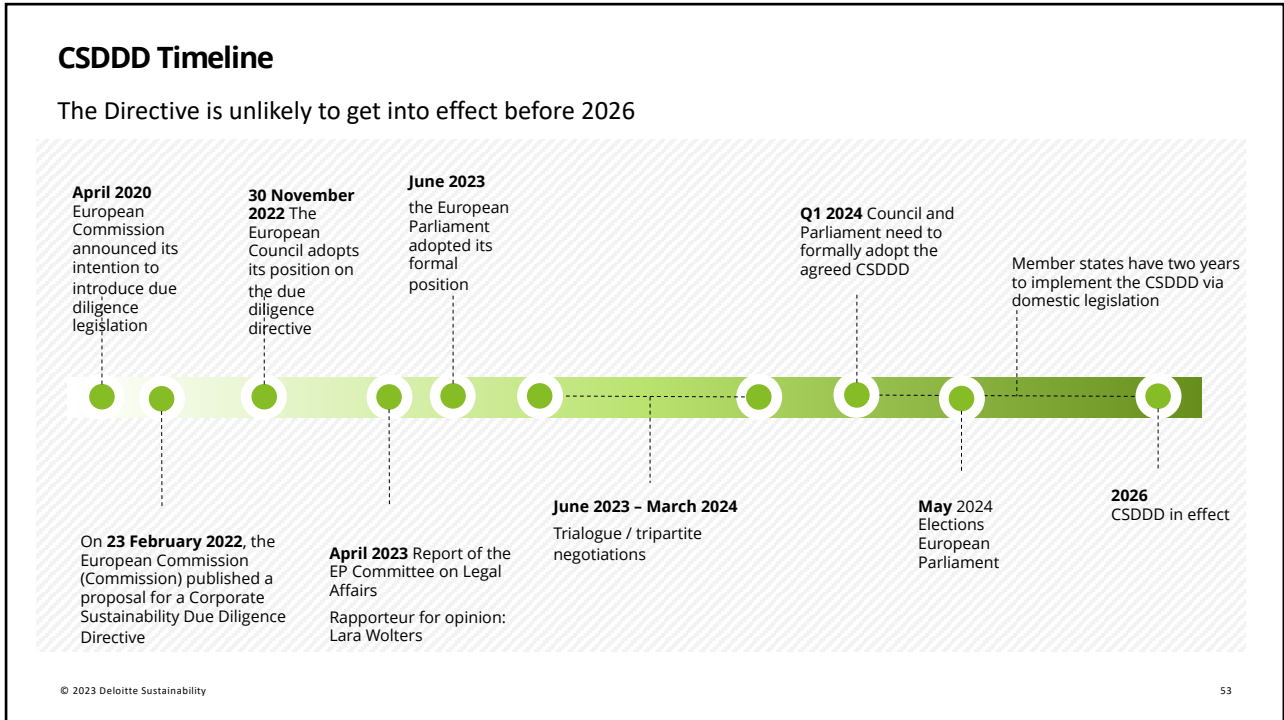 CSDDD Timeline
The Directive is unlikely to get into effect before 2026
April 2020
European
Commission
announced its
intention to
introduce due
diligence
legislation
30 November
2022 The
European
Council adopts
its position on
the due
diligence
directive
June 2023
the European
Parliament
adopted its
formal
position
Q1 2024 Council and
Parliament need to
formally adopt the
agreed CSDDD
Member states have two years
to implement the CSDDD via
domestic legislation
On 23 February 2022, the
European Commission
(Commission) published a
proposal for a Corporate
Sustainability Due Diligence
Directive
April 2023 Report of the
EP Committee on Legal
Affairs
Rapporteur for opinion:
Lara Wolters
June 2023 – March 2024
Trialogue / tripartite
negotiations
May 2024
Elections
European
Parliament
2026
CSDDD in effect
© 2023 Deloitte Sustainability
53